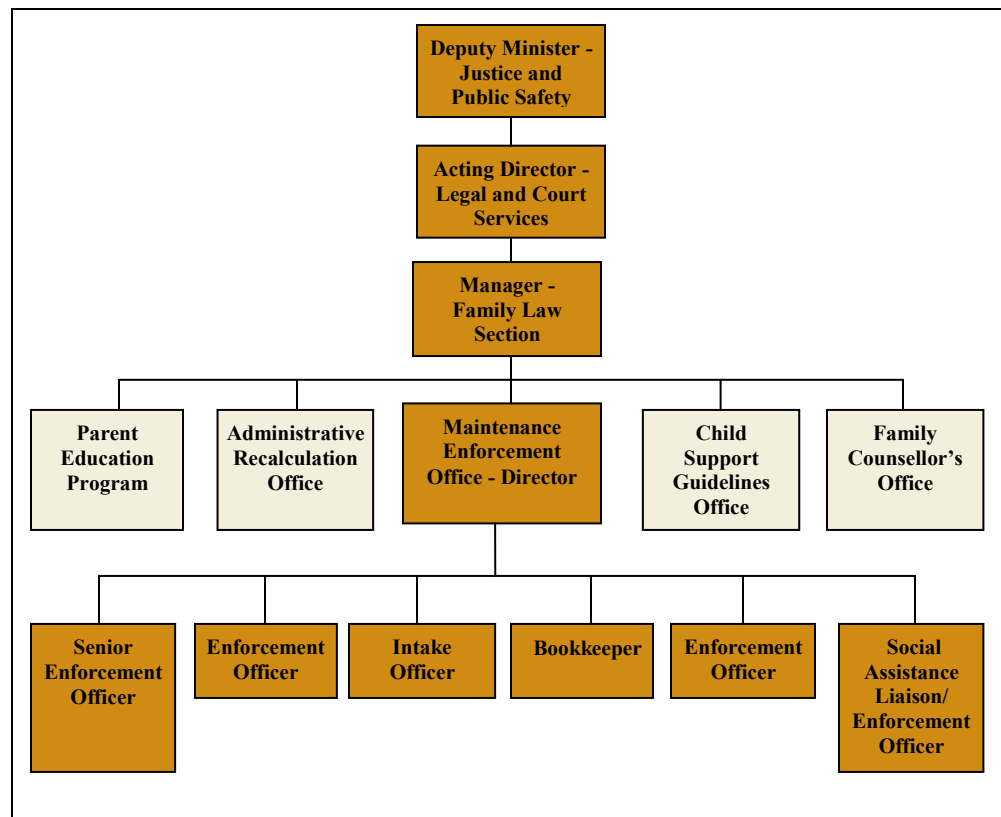 Deputy Minister -
Justice and
Public Safety
Acting Director -
Legal and Court
Services
Manager -
Family Law
Section
Parent
Education
Program
Administrative
Recalculation
Office
Maintenance
Enforcement
Office - Director
Child
Support
Guidelines
Office
Family
Counsellor's
Office
Senior
Enforcement
Officer
Enforcement
Officer
Intake
Officer
Bookkeeper
Enforcement
Officer
Social
Assistance
Liaison/
Enforcement
Officer